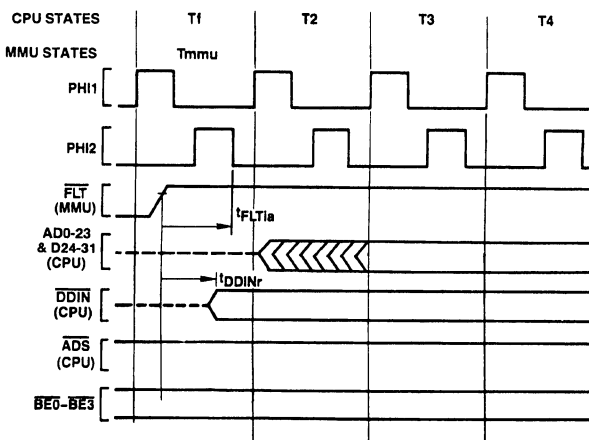 CPU STATES Tf T2 T3 T4
MMU STATES Tmmu
PHI1
PHI2
FLT
(MMU)
tFLTia
AD0-23
& D24-31
(CPU)
tDDINr
DDIN
(CPU)
ADS
(CPU)
BE0-BE3